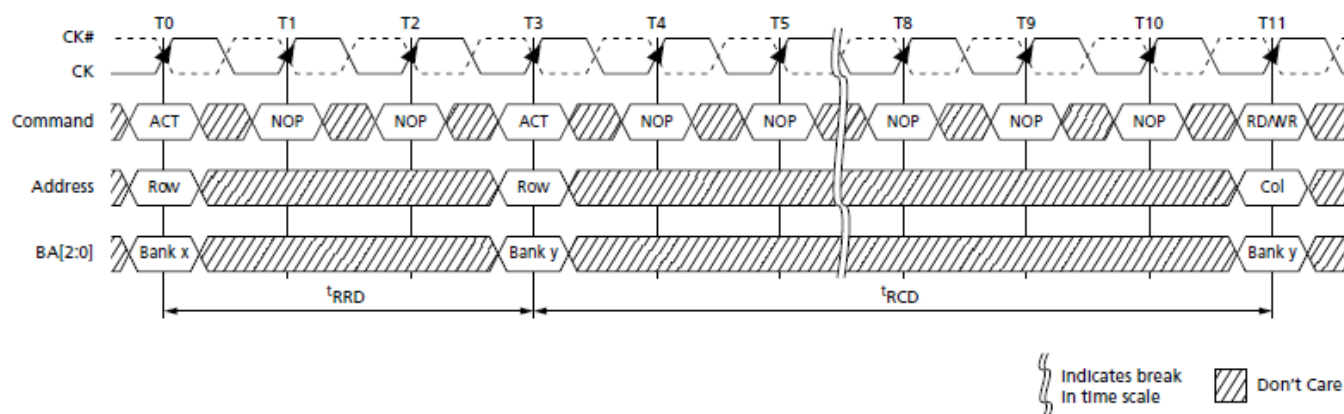 T0 T1 T2 T3 T4 T5 T8 T9 T10 T11
CK#
CK
Command ACT NOP NOP ACT NOP NOP NOP NOP NOP RD/WR
Address Row Row Col
BA[2:0] Bank x Bank y Bank y
tRRD tRCD
Indicates break
in time scale
Don't Care